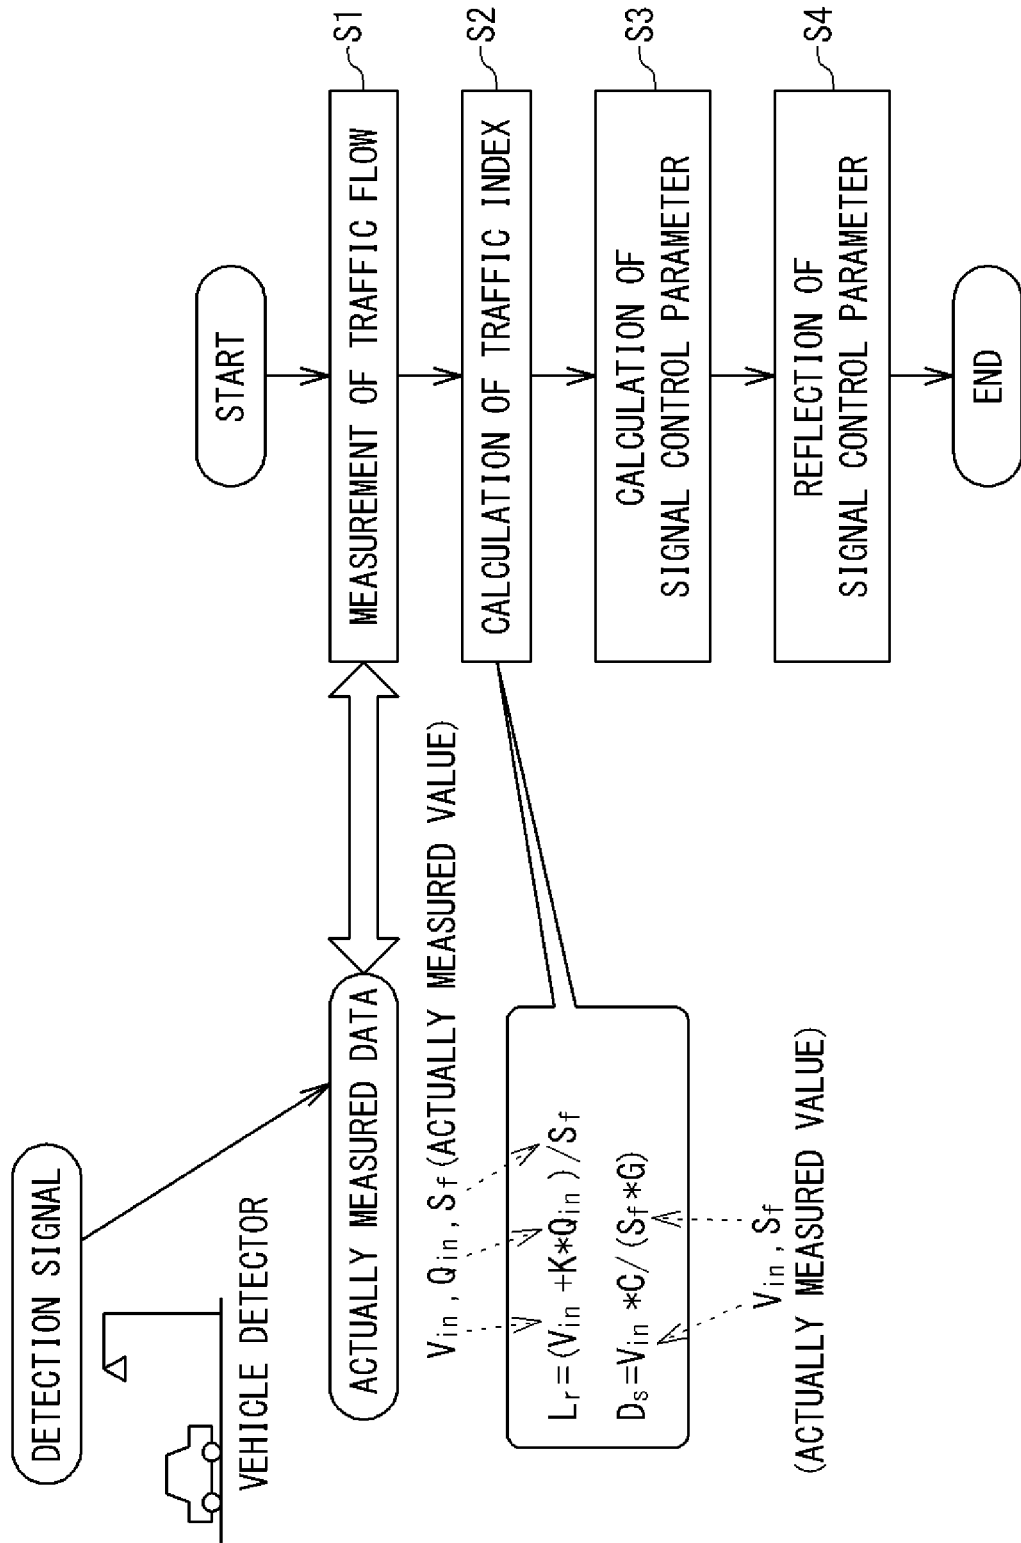 DETECTION SIGNAL
VEHICLE DETECTOR
START
ACTUALLY MEASURED DATA
MEASUREMENT OF TRAFFIC FLOW
S1
Vin, Qin, Sf(ACTUALLY MEASURED VALUE)
CALCULATION OF TRAFFIC INDEX
S2
Lr=(Vin +K*Qin)/Sf
Ds=Vin *C/(Sf*G)
Vin, Sf
(ACTUALLY MEASURED VALUE)
CALCULATION OF
SIGNAL CONTROL PARAMETER
S3
REFLECTION OF
SIGNAL CONTROL PARAMETER
S4
END